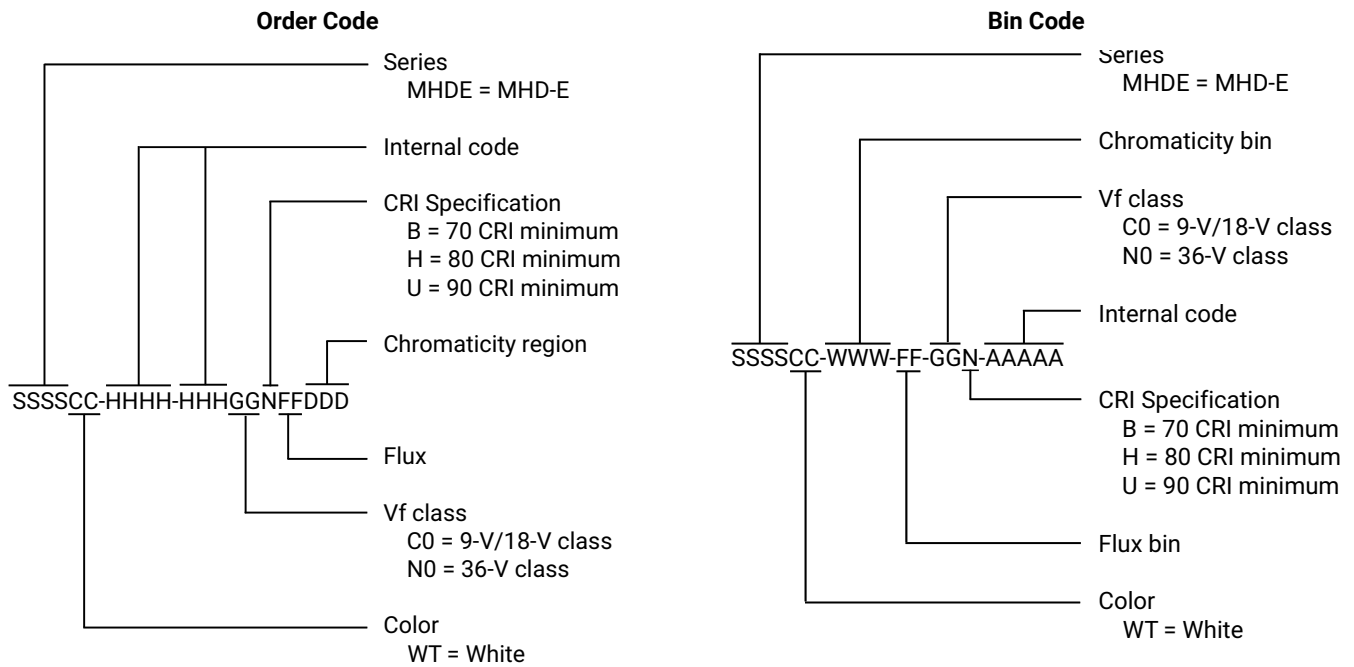 Order Code
Series
MHDE = MHD-E
Internal code
CRI Specification
B = 70 CRI minimum
H = 80 CRI minimum
U = 90 CRI minimum
Chromaticity region
SSSSCC-HHHH-HHHGGNFFDDD
Flux
Vf class
C0 = 9-V/18-V class
N0 = 36-V class
Color
WT = White
Bin Code
Series
MHDE = MHD-E
Chromaticity bin
Vf class
C0 = 9-V/18-V class
N0 = 36-V class
Internal code
SSSSCC-WWW-FF-GGN-AAAAA
CRI Specification
B = 70 CRI minimum
H = 80 CRI minimum
U = 90 CRI minimum
Flux bin
Color
WT = White